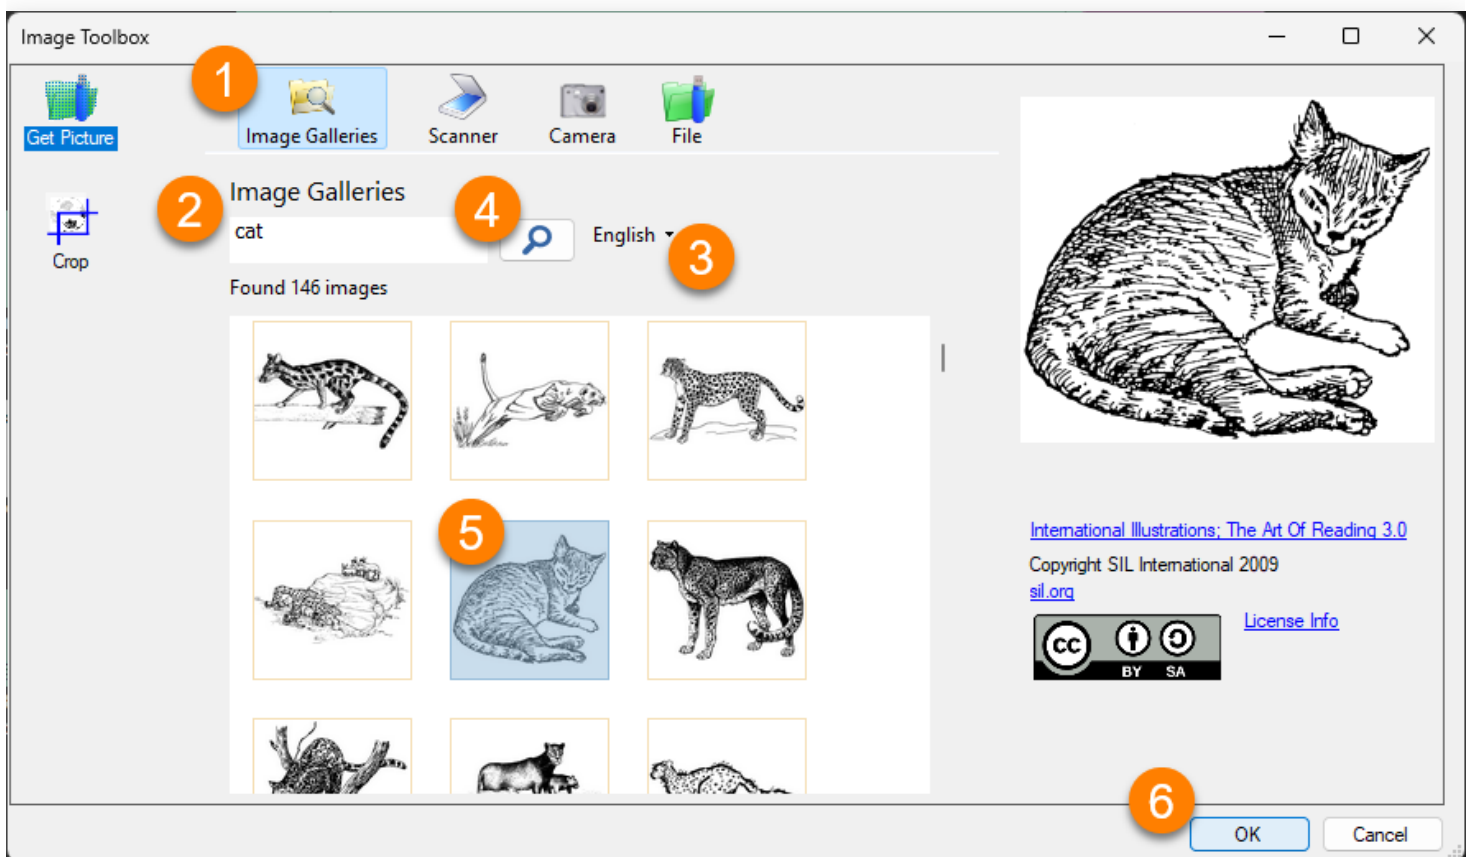 Image Toolbox
1
Get Picture
Image Galleries
Scanner
Camera
File
Crop
2
Image Galleries
cat
4
English
3
Found 146 images
5
International Illustrations; The Art Of Reading 3.0
Copyright SIL International 2009
sil.org
cc BY SA
License Info
6
OK
Cancel